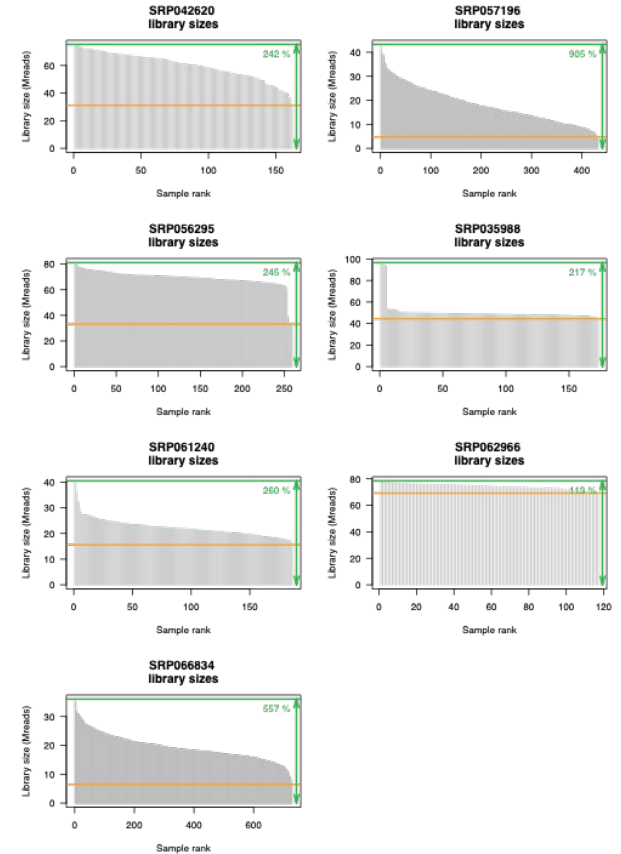 SRP042620
library sizes
Library size (Mreads)
60
40
20
0
242 %
0 50 100 150
Sample rank
SRP057196
library sizes
Library size (Mreads)
40
30
20
10
0
905 %
0 100 200 300 400
Sample rank
SRP056295
library sizes
Library size (Mreads)
80
60
40
20
0
245 %
0 50 100 150 200 250
Sample rank
SRP035988
library sizes
Library size (Mreads)
100
80
60
40
20
0
217 %
0 50 100 150
Sample rank
SRP061240
library sizes
Library size (Mreads)
40
30
20
10
0
260 %
0 50 100 150
Sample rank
SRP062966
library sizes
Library size (Mreads)
80
60
40
20
0
113 %
0 20 40 60 80 100 120
Sample rank
SRP066834
library sizes
Library size (Mreads)
30
20
10
0
557 %
0 200 400 600
Sample rank